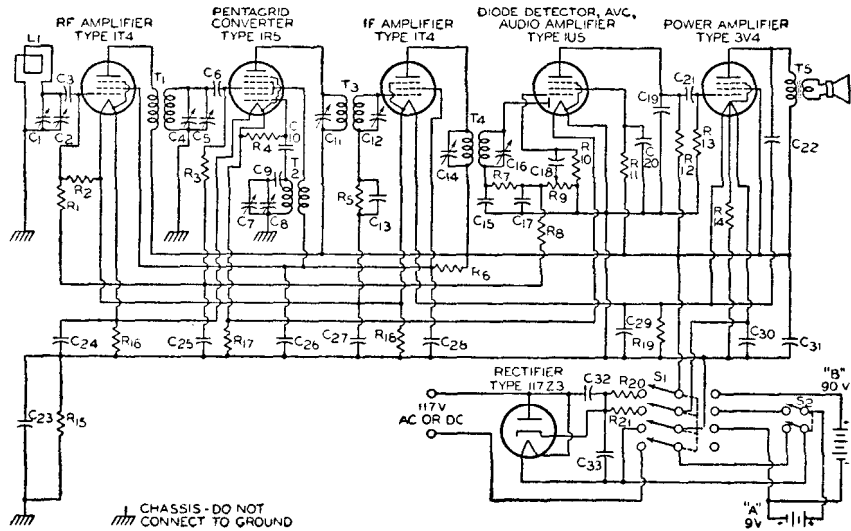 RF AMPLIFIER
TYPE 1T4
PENTAGRID
CONVERTER
TYPE 1R5
IF AMPLIFIER
TYPE 1T4
DIODE DETECTOR, AVC,
AUDIO AMPLIFIER
TYPE 1U5
POWER AMPLIFIER
TYPE 3V4
L1
C3
T1
C6
T3
T4
C19
C21
T5
C1
C2
C4
C5
R4
C10
C11
C12
C14
C16
C18
R10
R11
C20
R12
R13
C22
R1
R2
R3
C9
T2
C7
C8
R5
C13
R7
R9
C15
C17
R8
R14
R6
C24
R16
C25
R17
C26
C27
R16
C28
C29
R19
C30
C31
C23
R15
RECTIFIER
TYPE 117Z3
C32
R20
S1
S2
"B"
90 V
117V
AC OR DC
R21
C33
"A"
9V
CHASSIS - DO NOT
CONNECT TO GROUND